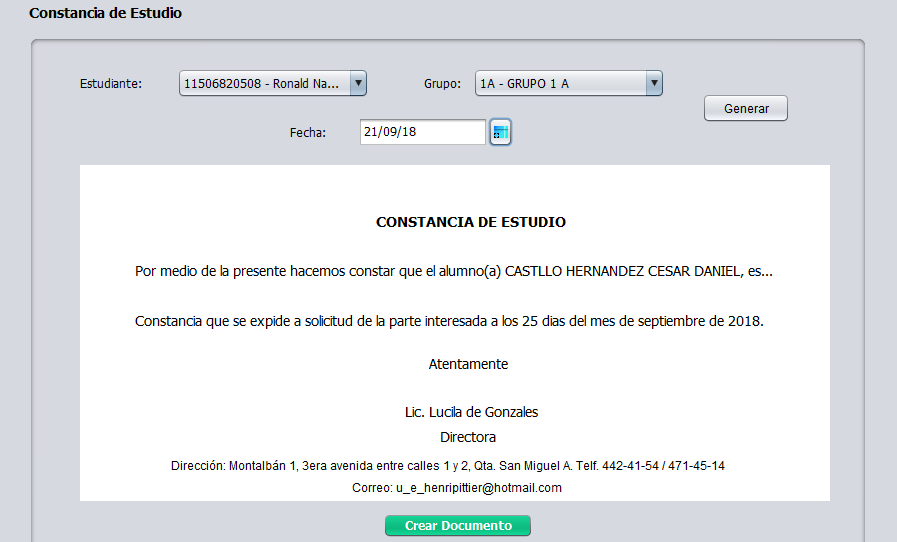 Constancia de Estudio
Estudiante: 11506820508 - Ronald Na... Grupo: 1A - GRUPO 1 A
Generar
Fecha: 21/09/18
CONSTANCIA DE ESTUDIO
Por medio de la presente hacemos constar que el alumno(a) CASTLLO HERNANDEZ CESAR DANIEL, es...
Constancia que se expide a solicitud de la parte interesada a los 25 dias del mes de septiembre de 2018.
Atentamente
Lic. Lucila de Gonzales
Directora
Dirección: Montalbán 1, 3era avenida entre calles 1 y 2, Qta. San Miguel A. Telf. 442-41-54 / 471-45-14
Correo: u_e_henripittier@hotmail.com
Crear Documento